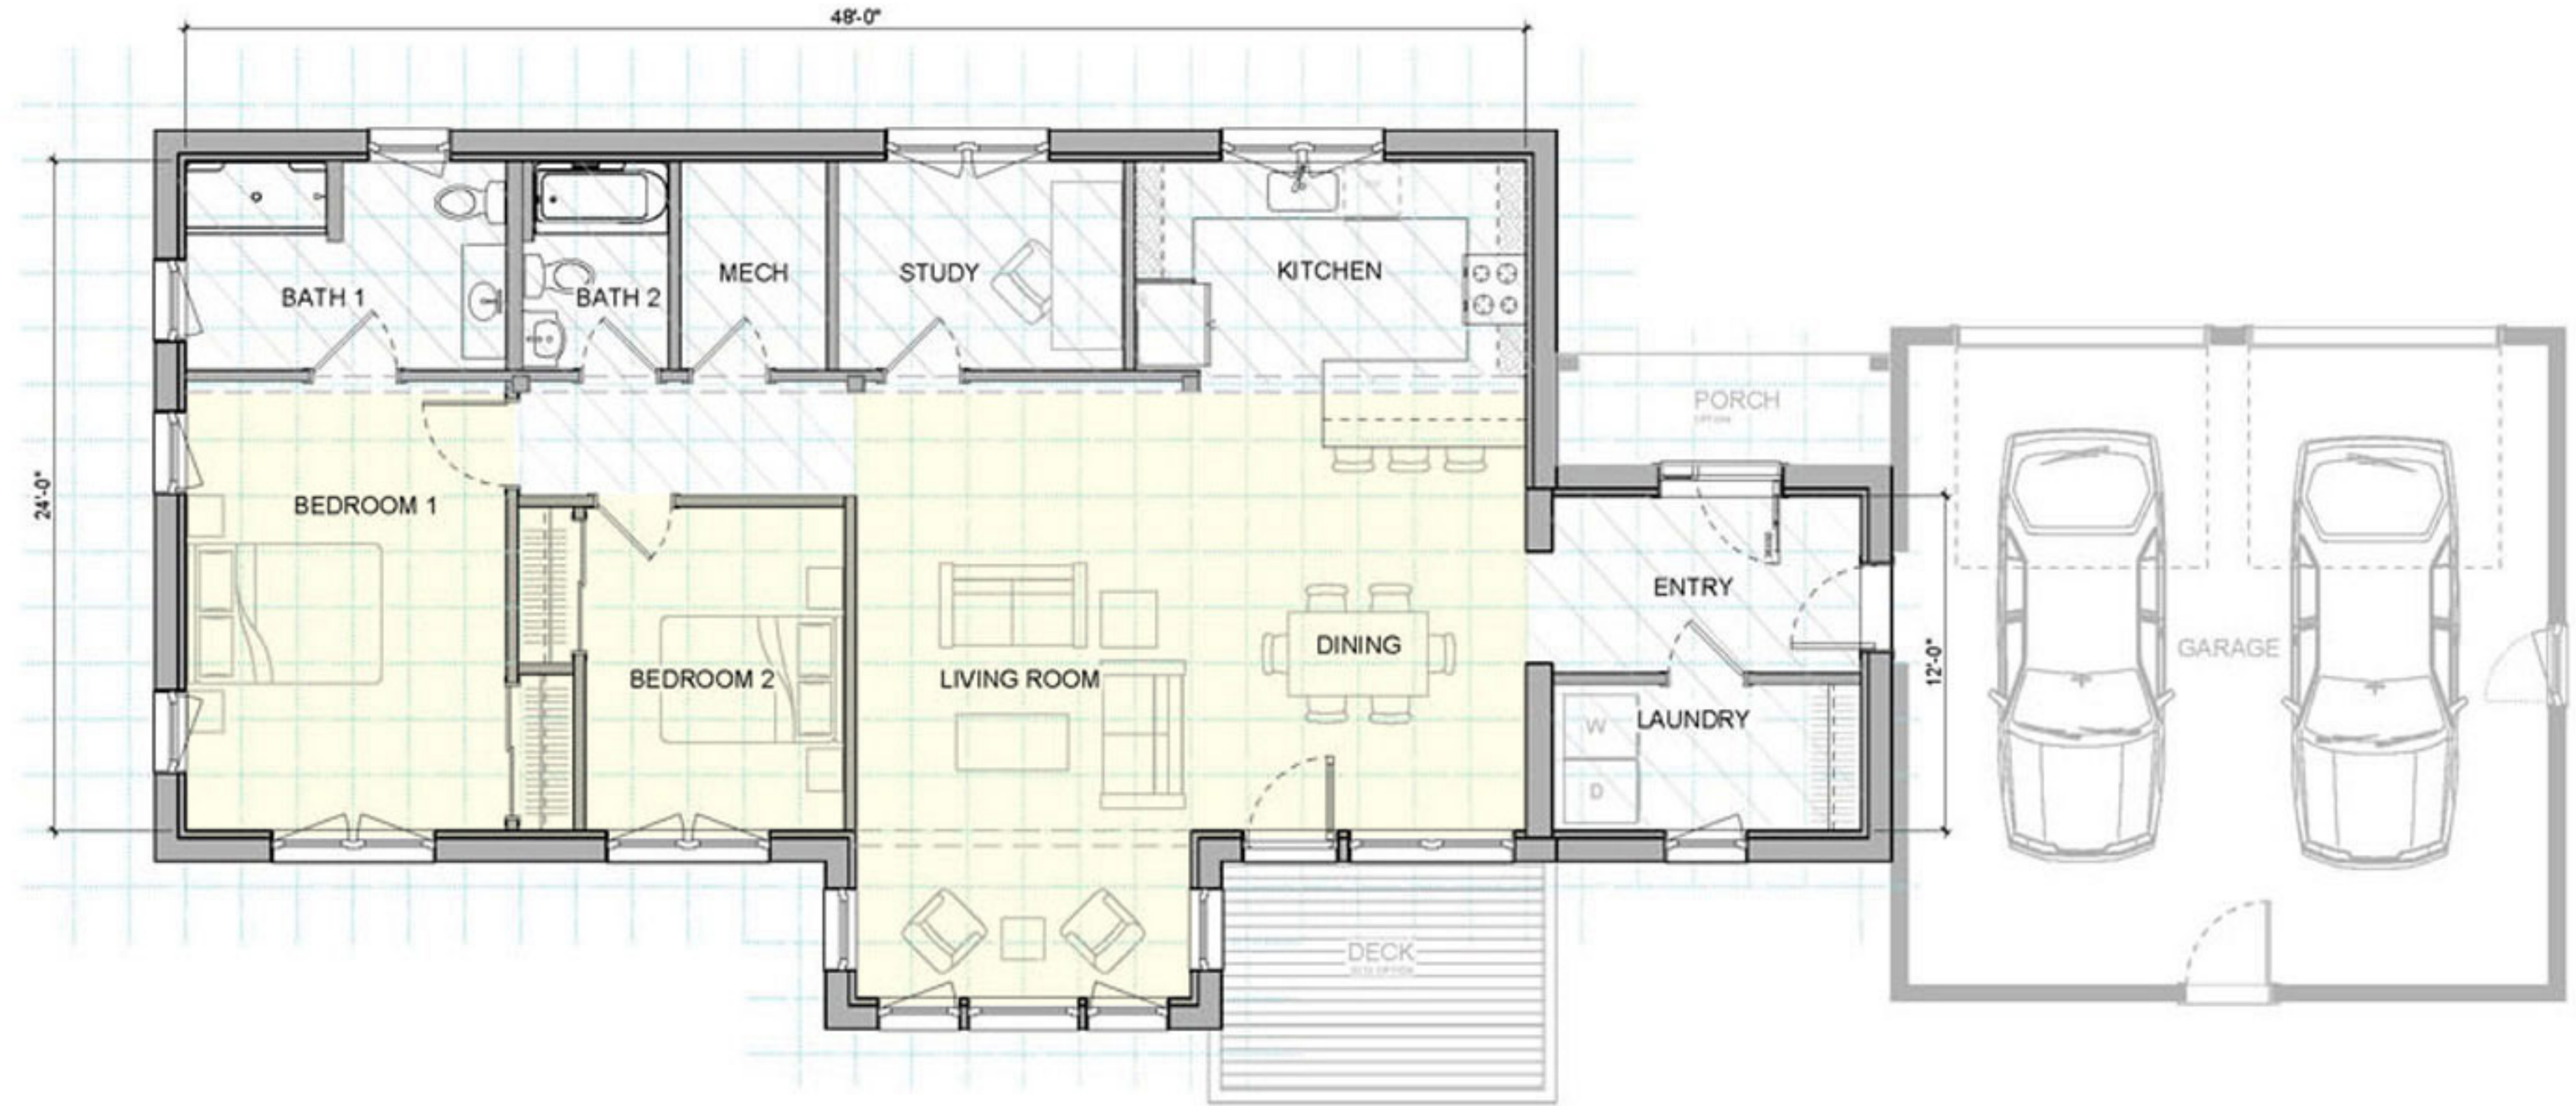 48'-0"
24'-0"
BATH 1
BATH 2
MECH
STUDY
KITCHEN
PORCH
OPTION
BEDROOM 1
BEDROOM 2
LIVING ROOM
DINING
ENTRY
LAUNDRY
W
D
12'-0"
GARAGE
DECK